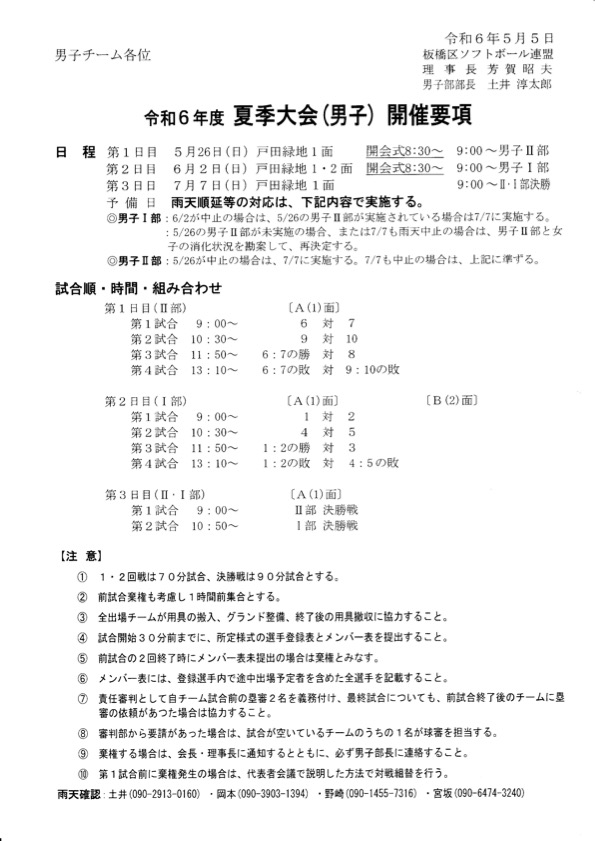 令和６年５月５日
男子チーム各位
板橋区ソフトボール連盟
理事長 芳賀昭夫
男子部部長 土井 淳太郎
令和６年度 夏季大会(男子) 開催要項
日 程 第１日目 ５月26日(日) 戸田緑地１面 開会式8:30～ 9:00～男子Ⅱ部
第２日目 ６月２日(日) 戸田緑地１・２面 開会式8:30～ 9:00～男子Ⅰ部
第３日目 ７月７日(日) 戸田緑地１面 9:00～Ⅱ・Ⅰ部決勝
予備日 雨天順延等の対応は、下記内容で実施する。
◎男子Ⅰ部：6/2が中止の場合は、5/26の男子Ⅱ部が実施されている場合は7/7に実施する。
：5/26の男子Ⅱ部が未実施の場合、または7/7も雨天中止の場合は、男子Ⅱ部と女
子の消化状況を勘案して、再決定する。
◎男子Ⅱ部：5/26が中止の場合は、7/7に実施する。7/7も中止の場合は、上記に準ずる。
試合順・時間・組み合わせ
第１日目(Ⅱ部) 〔A(1)面〕
第１試合 9：00～ 6 対 7
第２試合 10：30～ 9 対 10
第３試合 11：50～ 6：7の勝 対 8
第４試合 13：10～ 6：7の敗 対 9：10の敗
第２日目(Ⅰ部) 〔A(1)面〕 〔B(2)面〕
第１試合 9：00～ 1 対 2
第２試合 10：30～ 4 対 5
第３試合 11：50～ 1：2の勝 対 3
第４試合 13：10～ 1：2の敗 対 4：5の敗
第３日目(Ⅱ・Ⅰ部) 〔A(1)面〕
第１試合 9：00～ Ⅱ部 決勝戦
第２試合 10：50～ Ⅰ部 決勝戦
【注 意】
① １・２回戦は７０分試合、決勝戦は９０分試合とする。
② 前試合棄権も考慮し１時間前集合とする。
③ 全出場チームが用具の搬入、グランド整備、終了後の用具撤収に協力すること。
④ 試合開始３０分前までに、所定様式の選手登録表とメンバー表を提出すること。
⑤ 前試合の２回終了時にメンバー表未提出の場合は棄権とみなす。
⑥ メンバー表には、登録選手内で途中出場予定者を含めた全選手を記載すること。
⑦ 責任審判として自チーム試合前の塁審２名を義務付け、最終試合についても、前試合終了後のチームに塁
審の依頼があつた場合は協力すること。
⑧ 審判部から要請があった場合は、試合が空いているチームのうちの１名が球審を担当する。
⑨ 棄権する場合は、会長・理事長に通知するとともに、必ず男子部長に連絡すること。
⑩ 第１試合前に棄権発生の場合は、代表者会議で説明した方法で対戦組替を行う。
雨天確認：土井(090-2913-0160) ・岡本(090-3903-1394) ・野崎(090-1455-7316) ・宮坂(090-6474-3240)